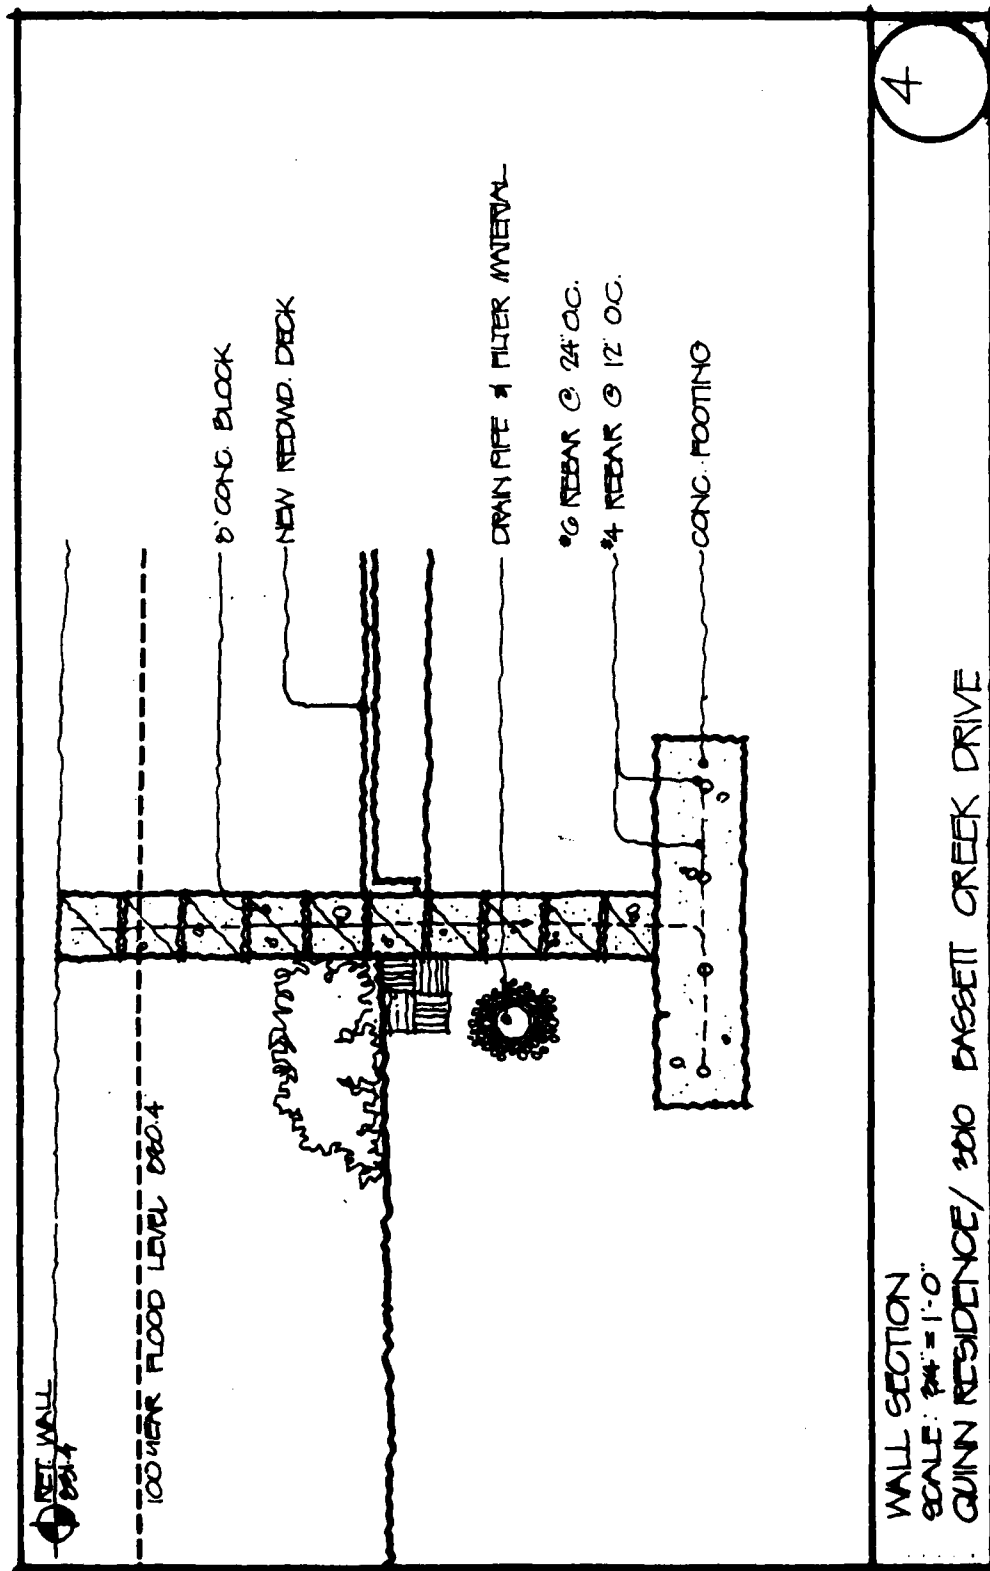 RET. WALL
881.4
100 YEAR FLOOD LEVEL 880.4
8" CONC. BLOCK
NEW REDWD. DECK
DRAIN PIPE & FILTER MATERIAL
#6 REBAR @ 24" O.C.
#4 REBAR @ 12" O.C.
CONC. FOOTING
WALL SECTION
SCALE: 3/4" = 1'-0"
QUINN RESIDENCE / 3010 BASSETT CREEK DRIVE
4